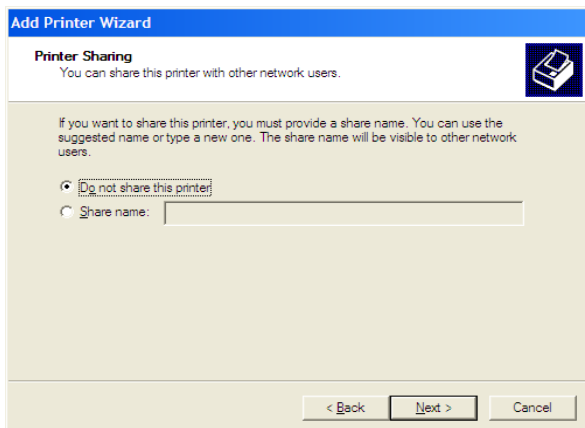 Add Printer Wizard
Printer Sharing
You can share this printer with other network users.
If you want to share this printer, you must provide a share name. You can use the
suggested name or type a new one. The share name will be visible to other network
users.
Do not share this printer
Share name:
< Back
Next >
Cancel